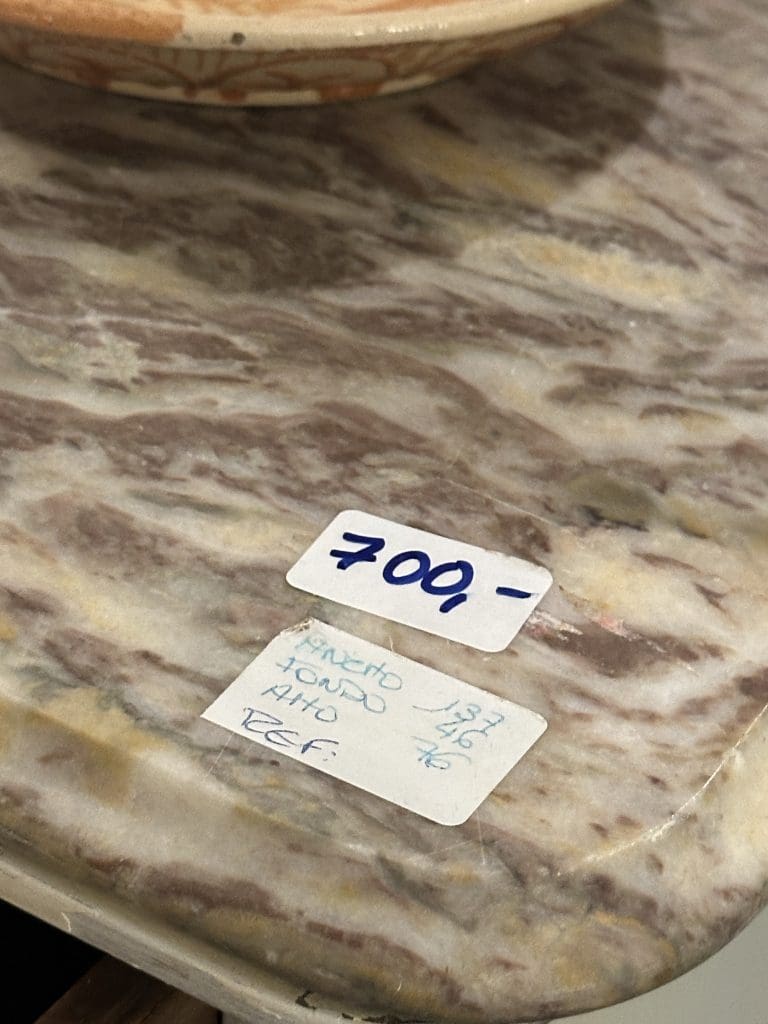 700,-
ANCHO 137
FONDO 46
AltO 76
REF: